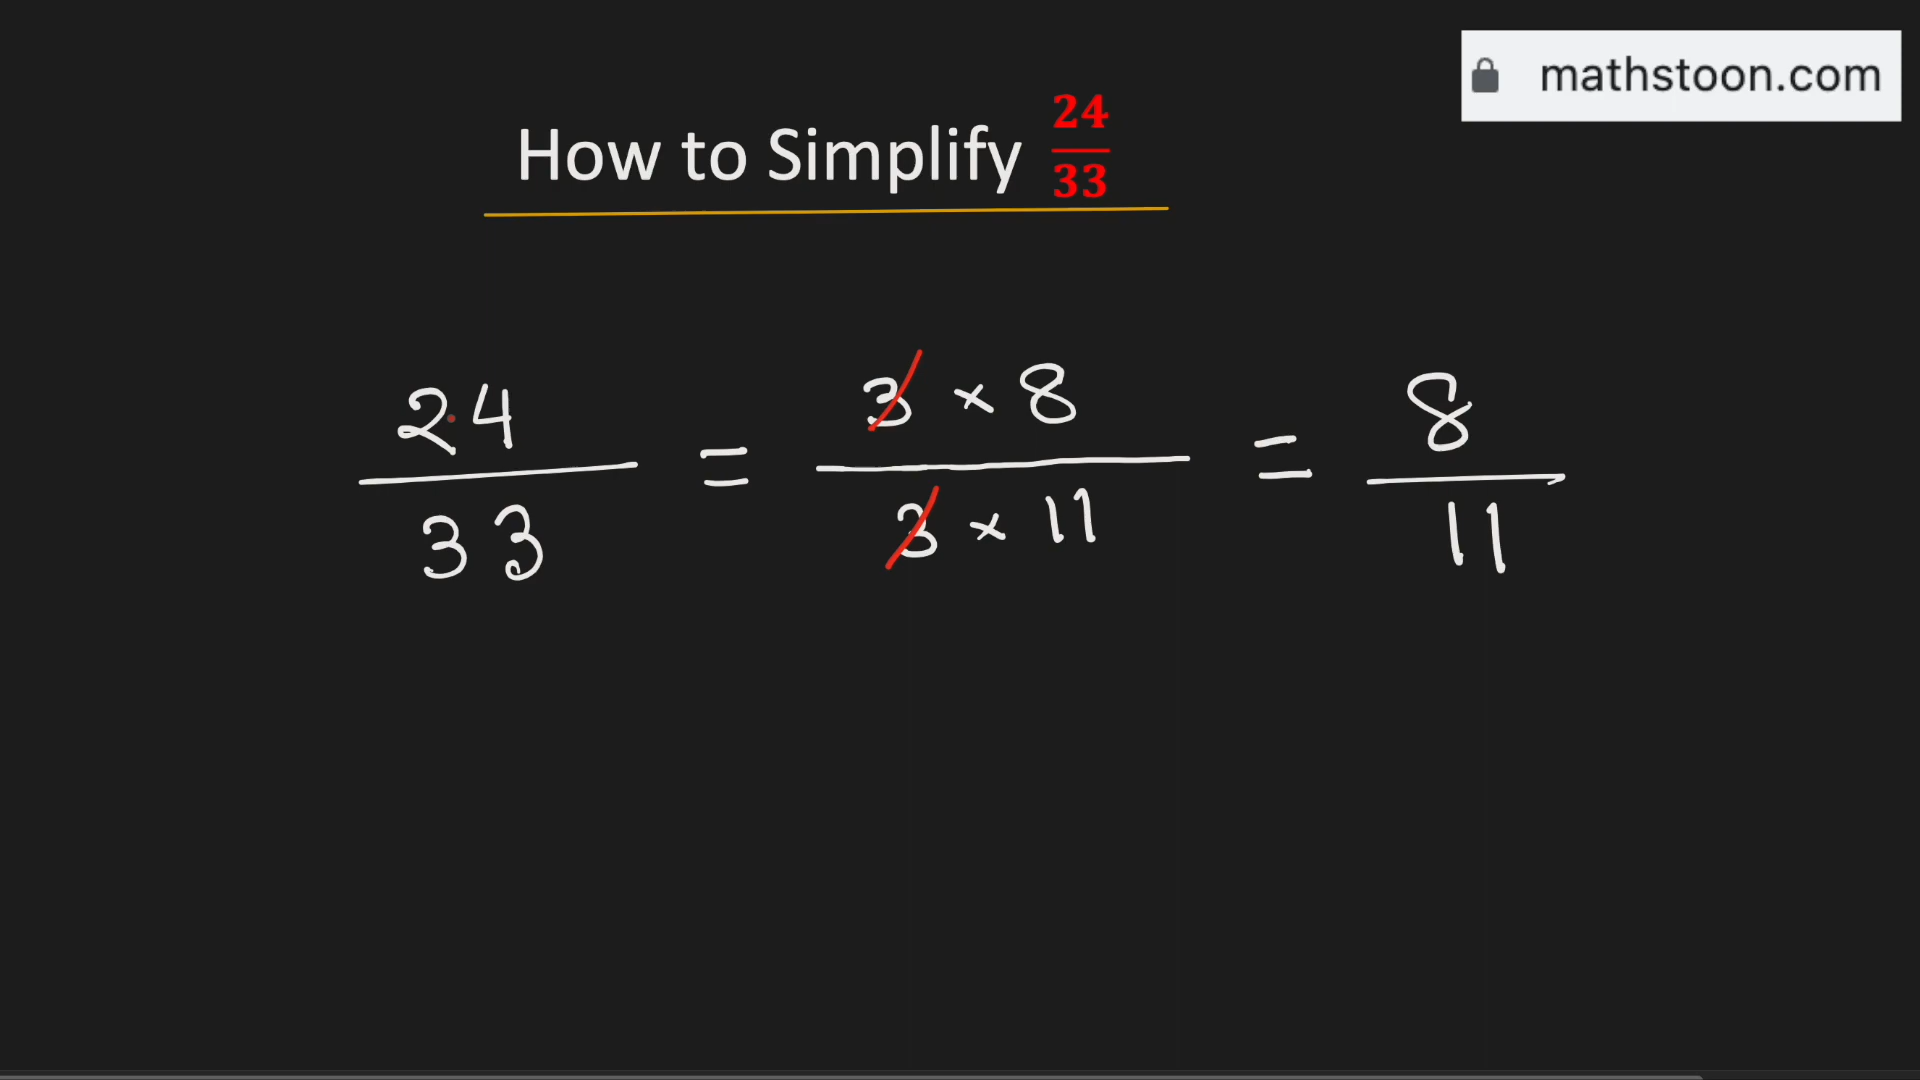 mathstoon.com
How to Simplify 24/33
24/33 = 3 × 8/3 × 11 = 8/11